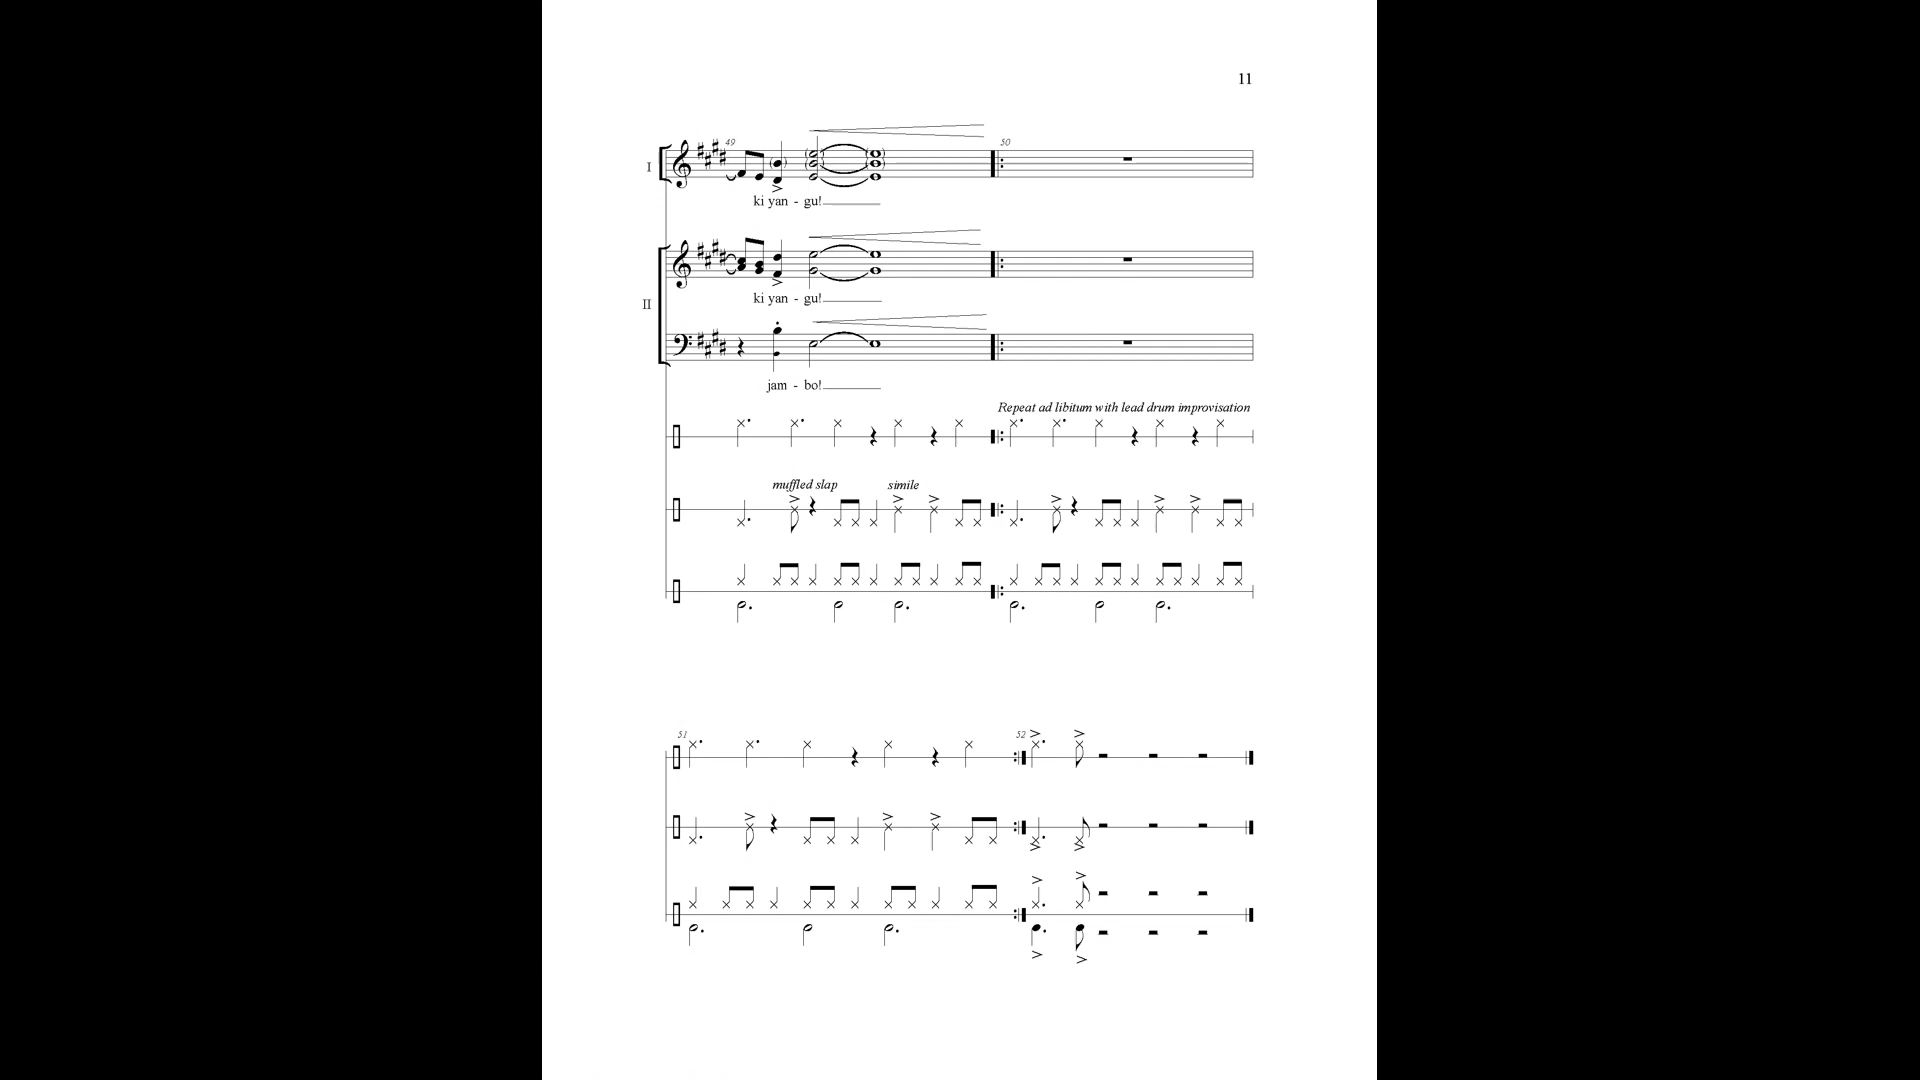 11
49
50
I
ki yan - gu!
ki yan - gu!
II
jam - bo!
Repeat ad libitum with lead drum improvisation
muffled slap simile
51
52